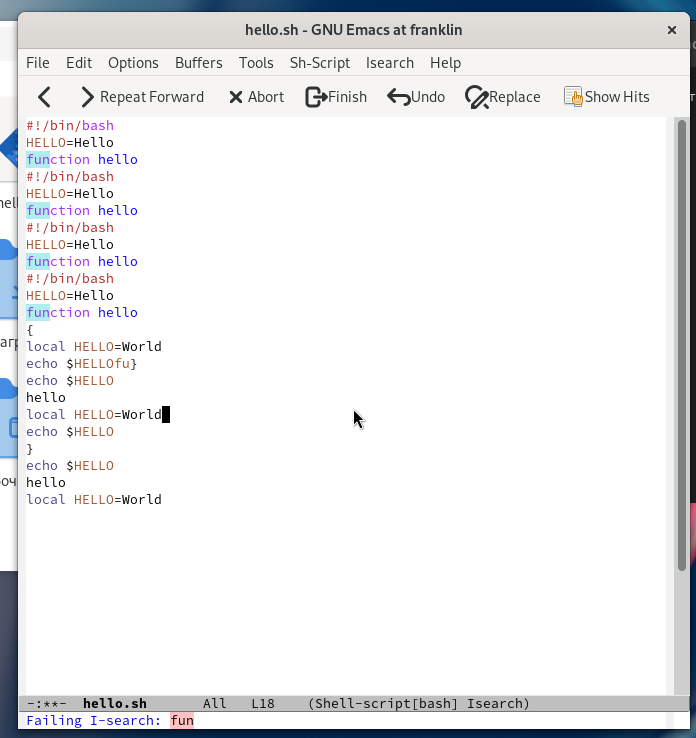 hello.sh - GNU Emacs at franklin
File Edit Options Buffers Tools Sh-Script Isearch Help
Repeat Forward Abort Finish Undo Replace Show Hits
#!/bin/bash
HELLO=Hello
function hello
#!/bin/bash
HELLO=Hello
function hello
#!/bin/bash
HELLO=Hello
function hello
#!/bin/bash
HELLO=Hello
function hello
{
local HELLO=World
echo $HELLOfu}
echo $HELLO
hello
local HELLO=World
echo $HELLO
}
echo $HELLO
hello
local HELLO=World
-:**- hello.sh All L18 (Shell-script[bash] Isearch)
Failing I-search: fun